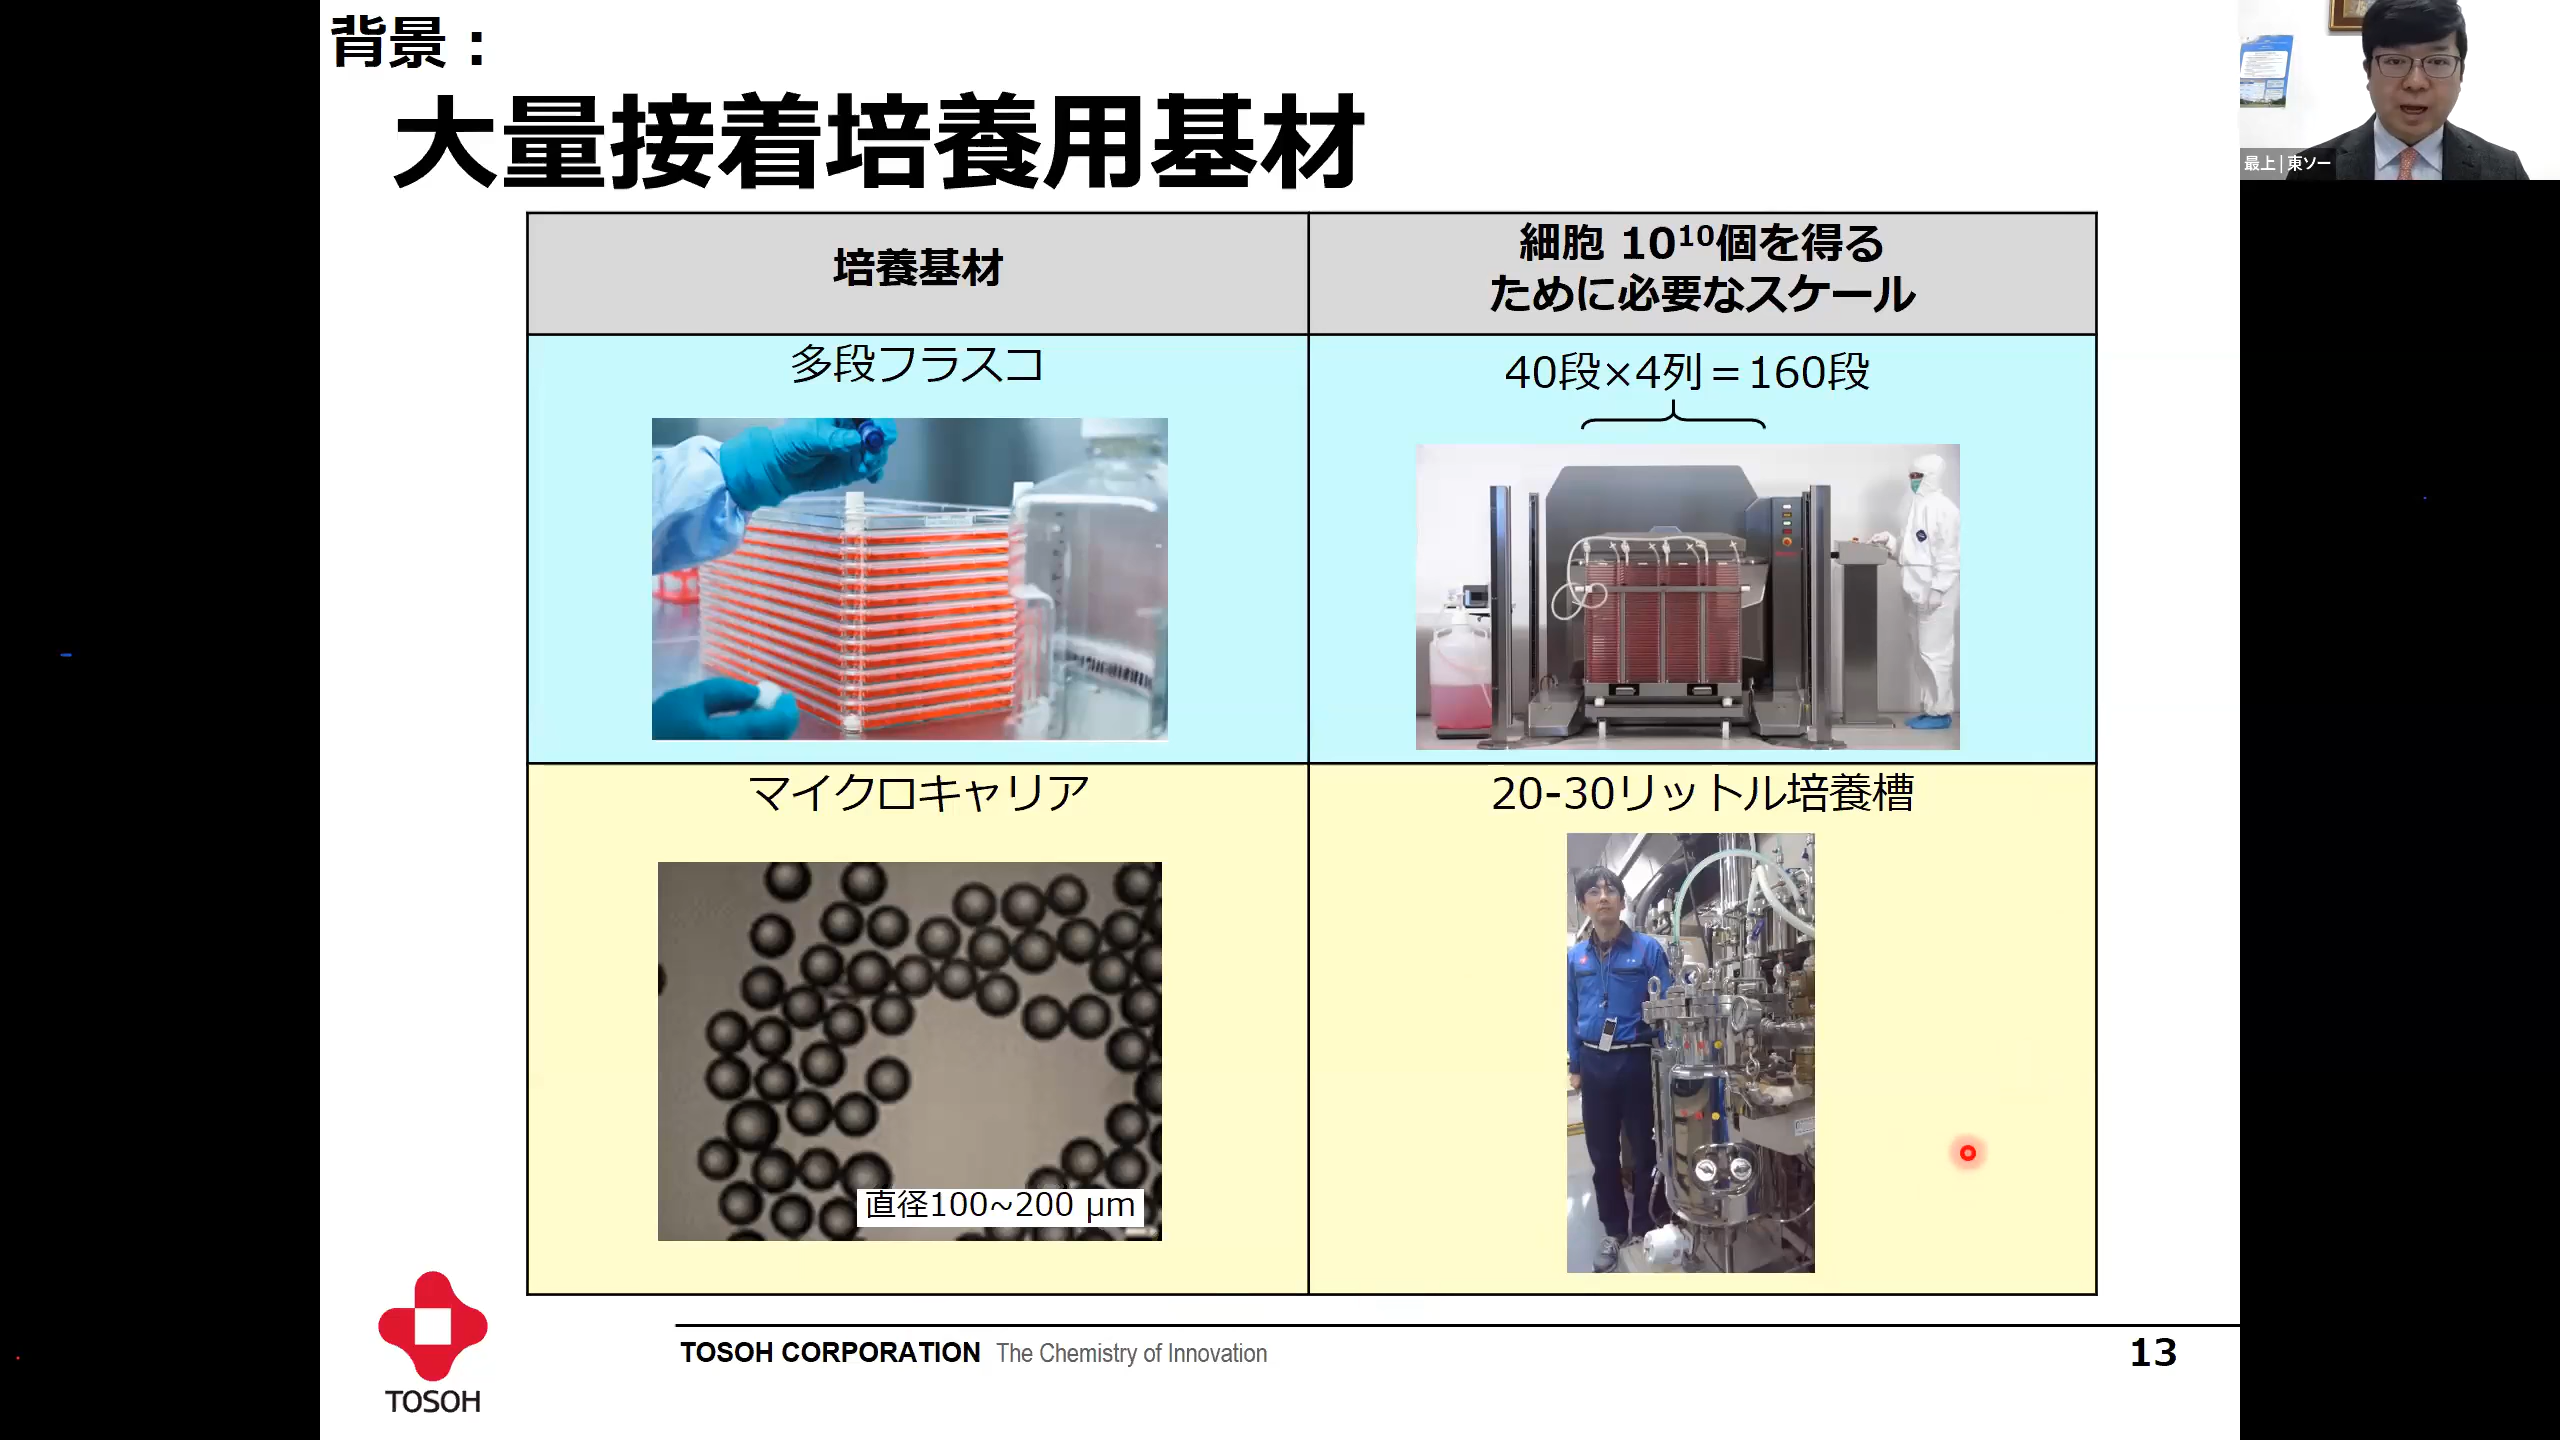 背景：
大量接着培養用基材
最上 | 東ソー
培養基材
細胞 10¹⁰個を得る
ために必要なスケール
多段フラスコ
40段×4列＝160段
マイクロキャリア
20-30リットル培養槽
直径100~200 μm
TOSOH
TOSOH CORPORATION The Chemistry of Innovation
13